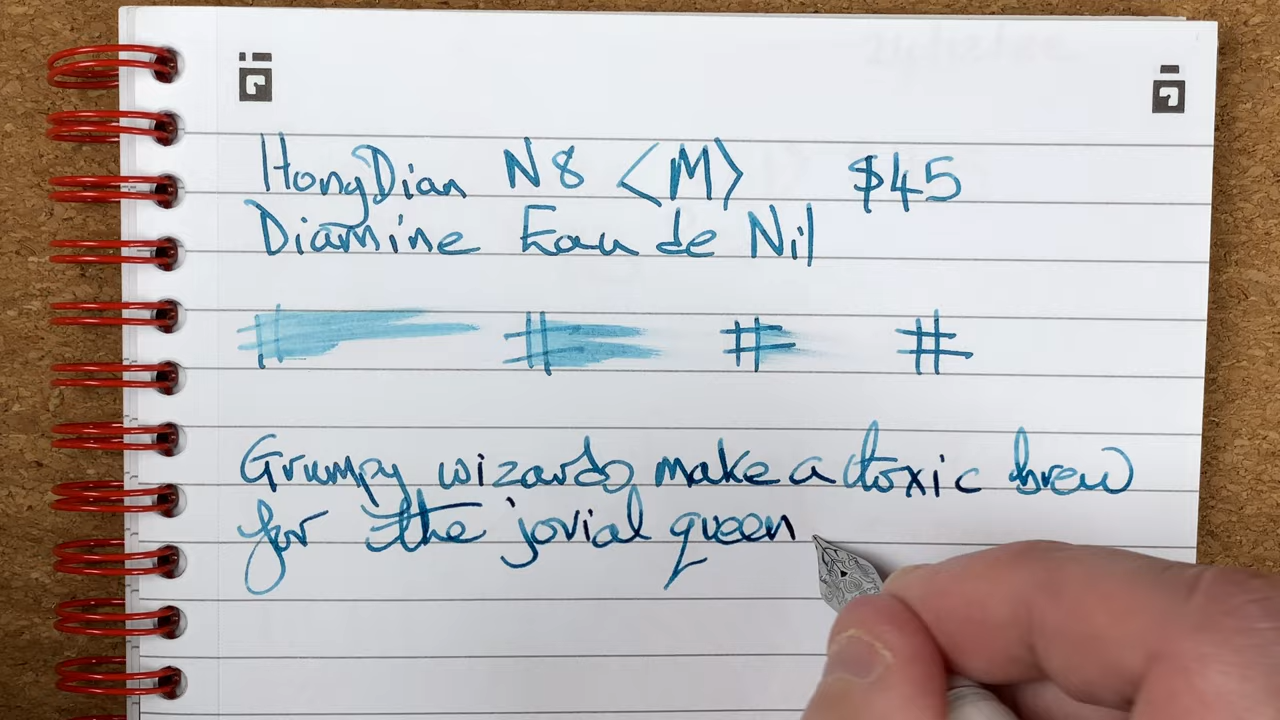 HongDian N8 <M> $45
Diamine Eau de Nil
# # # #
Grumpy wizards make a toxic brew
for the jovial queen